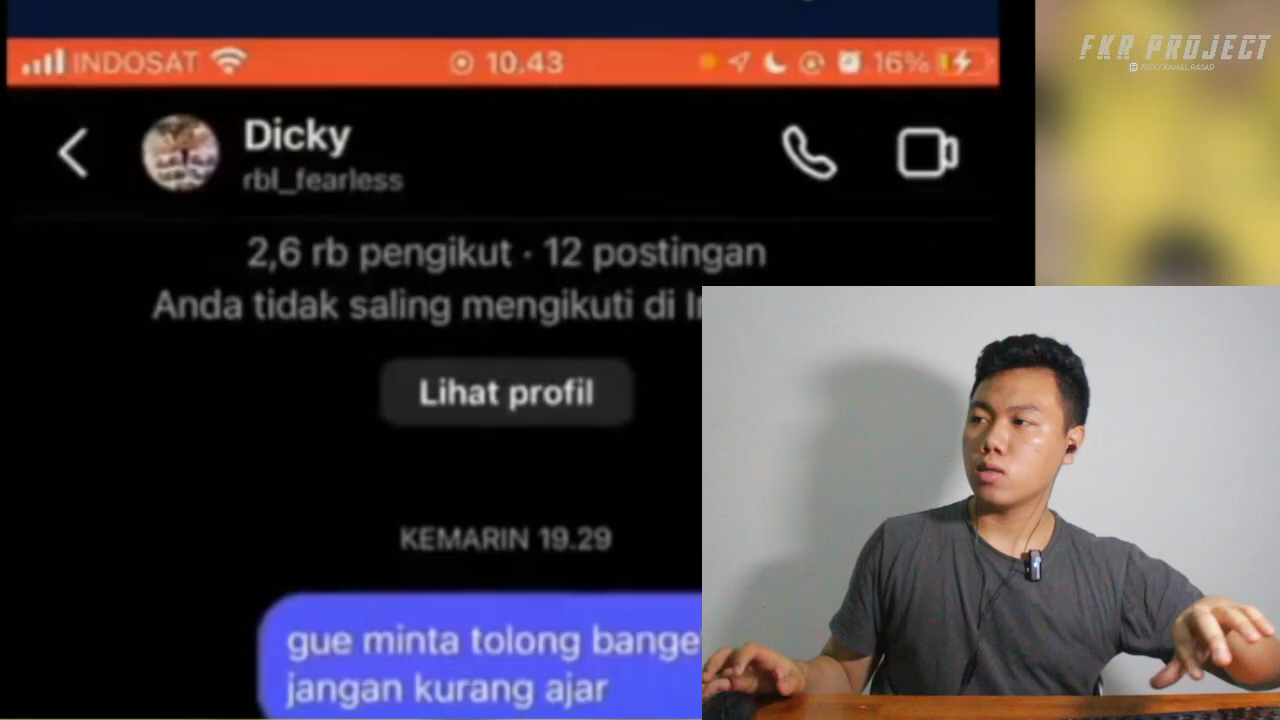 FKR PROJECT
INDOSAT 10.43 16%
Dicky
rbl_fearless
2,6 rb pengikut · 12 postingan
Anda tidak saling mengikuti di
Lihat profil
KEMARIN 19.29
gue minta tolong bange
jangan kurang ajar